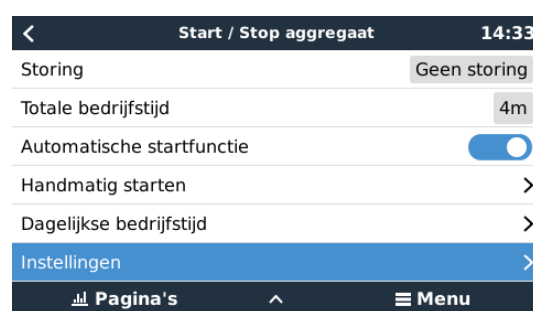 Start / Stop aggregaat 14:33
Storing Geen storing
Totale bedrijfstijd 4m
Automatische startfunctie
Handmatig starten
Dagelijkse bedrijfstijd
Instellingen
Pagina's Menu